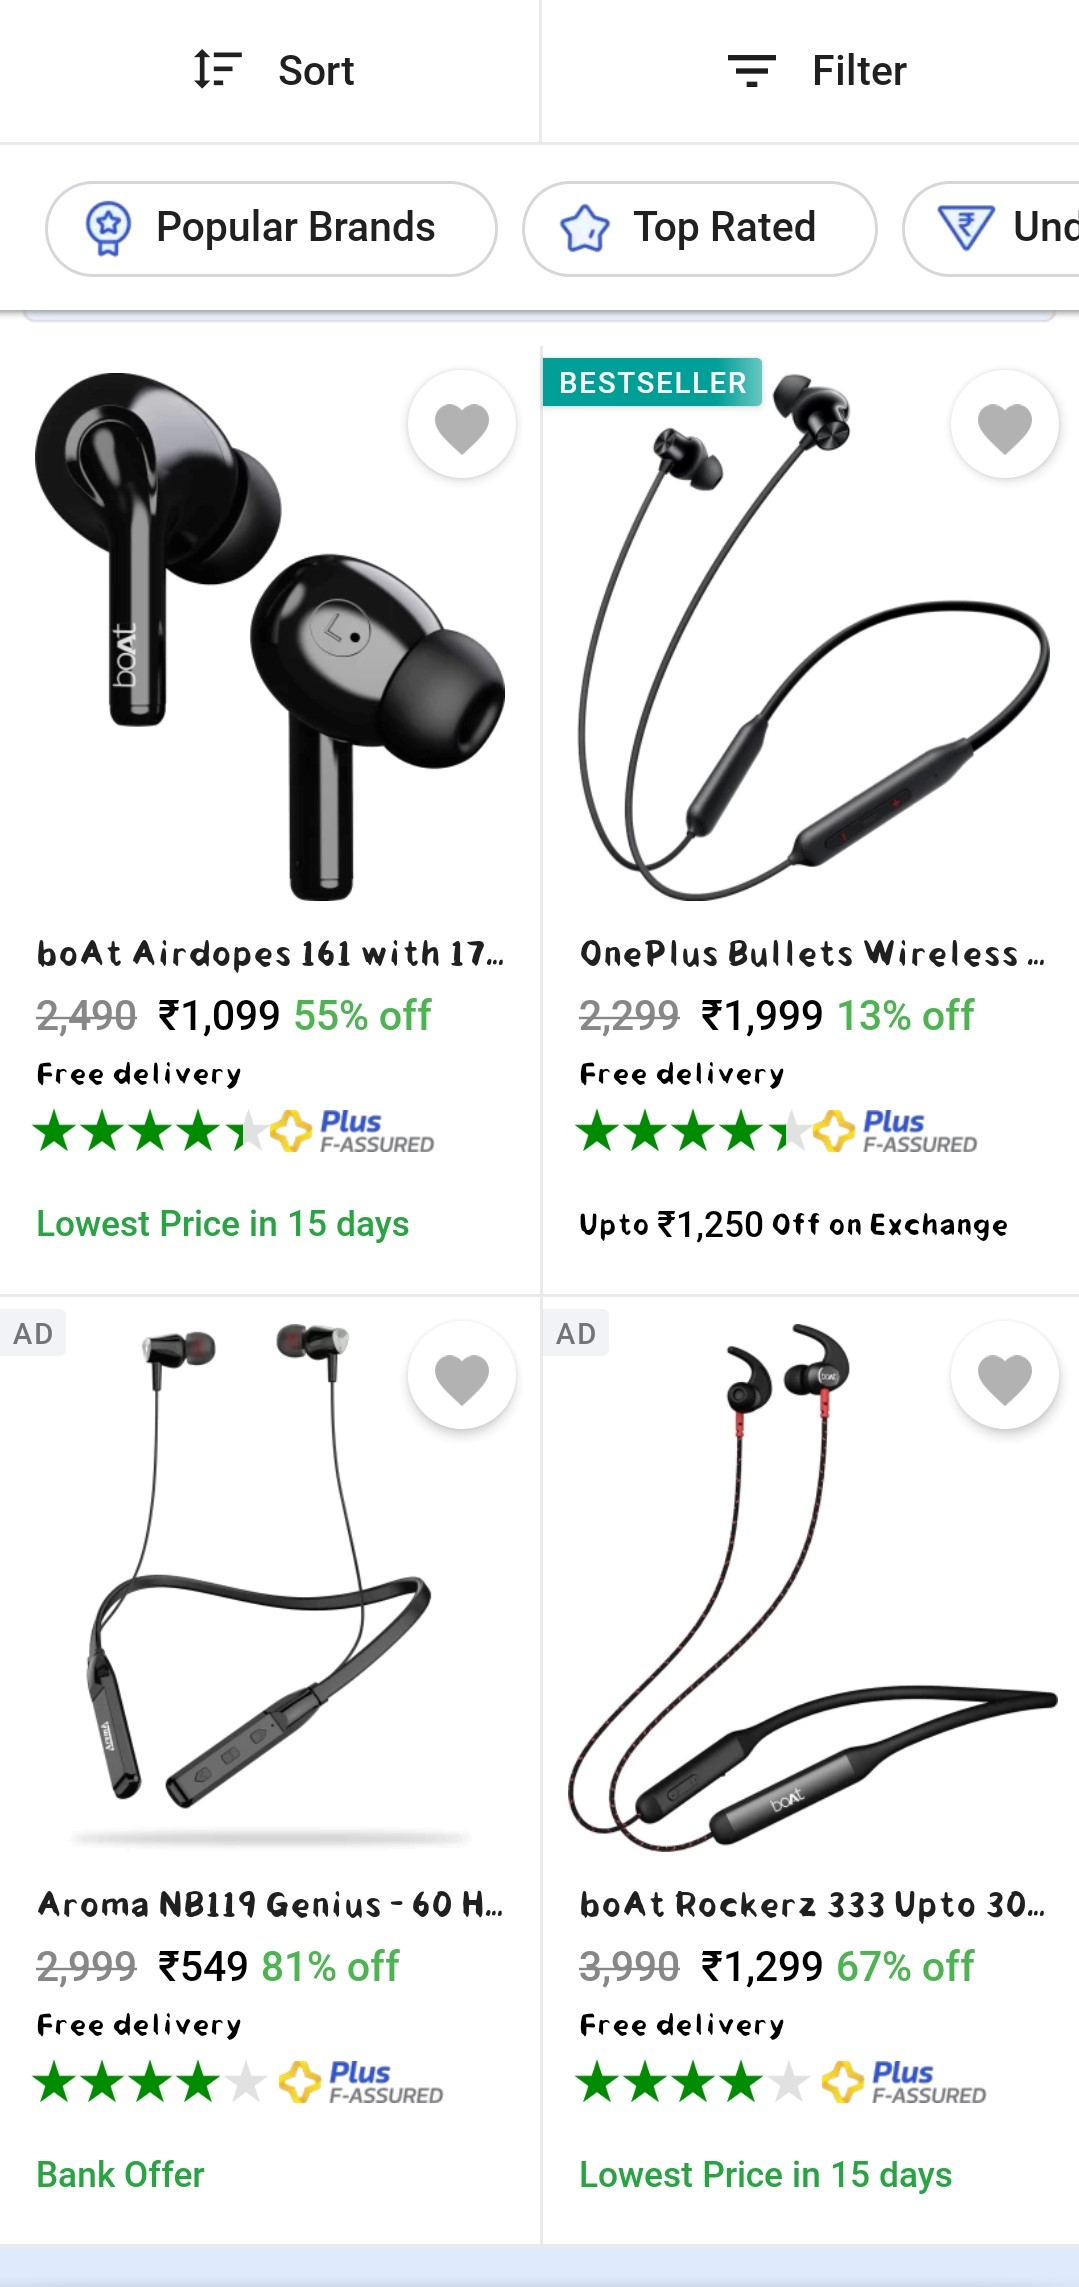 Sort
Filter
Popular Brands
Top Rated
Und
BESTSELLER
boAt
L
boAt Airdopes 161 with 17...
2,490 ₹1,099 55% off
Free delivery
Plus
F-ASSURED
Lowest Price in 15 days
OnePlus Bullets Wireless ...
2,299 ₹1,999 13% off
Free delivery
Plus
F-ASSURED
Upto ₹1,250 Off on Exchange
AD
AromA
Aroma NB119 Genius - 60 H...
2,999 ₹549 81% off
Free delivery
Plus
F-ASSURED
Bank Offer
AD
boAt
boAt
boAt Rockerz 333 Upto 30...
3,990 ₹1,299 67% off
Free delivery
Plus
F-ASSURED
Lowest Price in 15 days